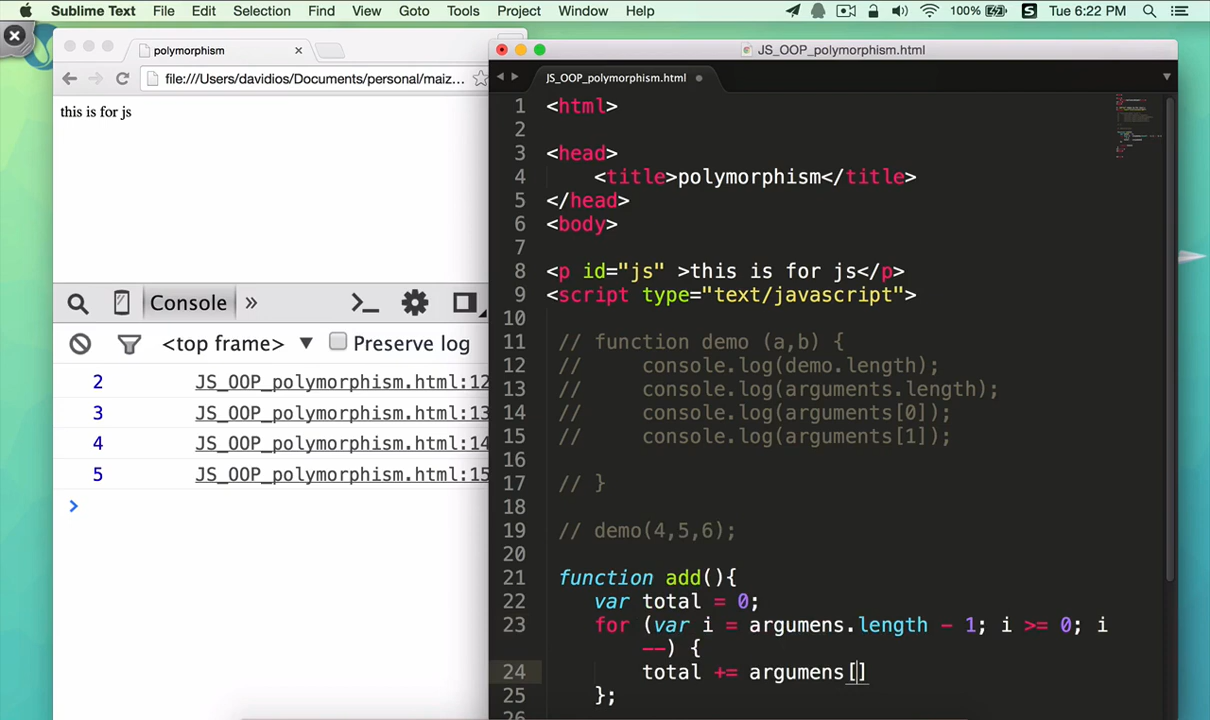 Sublime Text File Edit Selection Find View Goto Tools Project Window Help 100% S Tue 6:22 PM
polymorphism
file:///Users/davidios/Documents/personal/maiz...
this is for js
Console »
<top frame> ▼ Preserve log
2 JS_OOP_polymorphism.html:12
3 JS_OOP_polymorphism.html:13
4 JS_OOP_polymorphism.html:14
5 JS_OOP_polymorphism.html:15
>
JS_OOP_polymorphism.html
JS_OOP_polymorphism.html
1 <html>
2
3 <head>
4 <title>polymorphism</title>
5 </head>
6 <body>
7
8 <p id="js" >this is for js</p>
9 <script type="text/javascript">
10
11 // function demo (a,b) {
12 // console.log(demo.length);
13 // console.log(arguments.length);
14 // console.log(arguments[0]);
15 // console.log(arguments[1]);
16
17 // }
18
19 // demo(4,5,6);
20
21 function add(){
22 var total = 0;
23 for (var i = argumens.length - 1; i >= 0; i
--) {
24 total += argumens[]
25 };
26